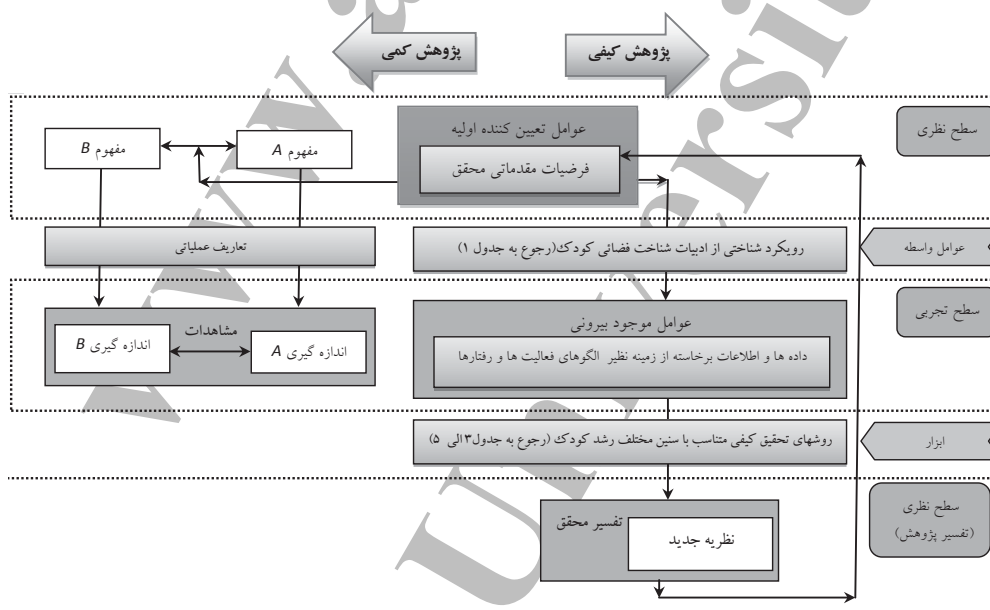 پژوهش کیفی
پژوهش کمی
سطح نظری
عوامل تعیین کننده اولیه
فرضیات مقدماتی محقق
مفهوم A
مفهوم B
عوامل واسطه
رویکرد شناختی از ادبیات شناخت فضائی کودک(رجوع به جدول ۱)
تعاریف عملیاتی
سطح تجربی
عوامل موجود بیرونی
داده ها و اطلاعات برخاسته از زمینه نظیر الگوهای فعالیت ها و رفتارها
مشاهدات
اندازه گیری A
اندازه گیری B
ابزار
روشهای تحقیق کیفی متناسب با سنین مختلف رشد کودک (رجوع به جدول۳الی ۵)
سطح نظری
(تفسیر پژوهش)
تفسیر محقق
نظریه جدید